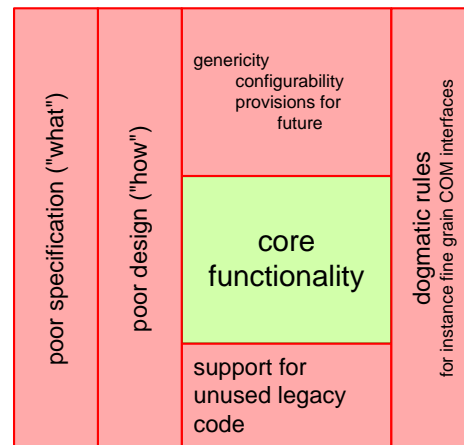 poor specification ("what")
poor design ("how")
genericity
configurability
provisions for
future
core
functionality
support for
unused legacy
code
dogmatic rules
for instance fine grain COM interfaces